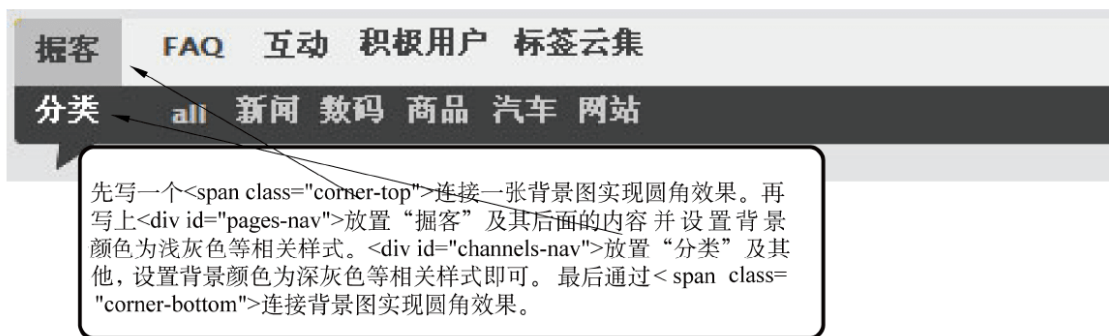 掘客 FAQ 互动 积极用户 标签云集
分类 all 新闻 数码 商品 汽车 网站
先写一个<span class="corner-top">连接一张背景图实现圆角效果。再
写上<div id="pages-nav">放置“掘客”及其后面的内容并设置背景
颜色为浅灰色等相关样式。<div id="channels-nav">放置“分类”及其
他，设置背景颜色为深灰色等相关样式即可。最后通过< span class=
"corner-bottom">连接背景图实现圆角效果。